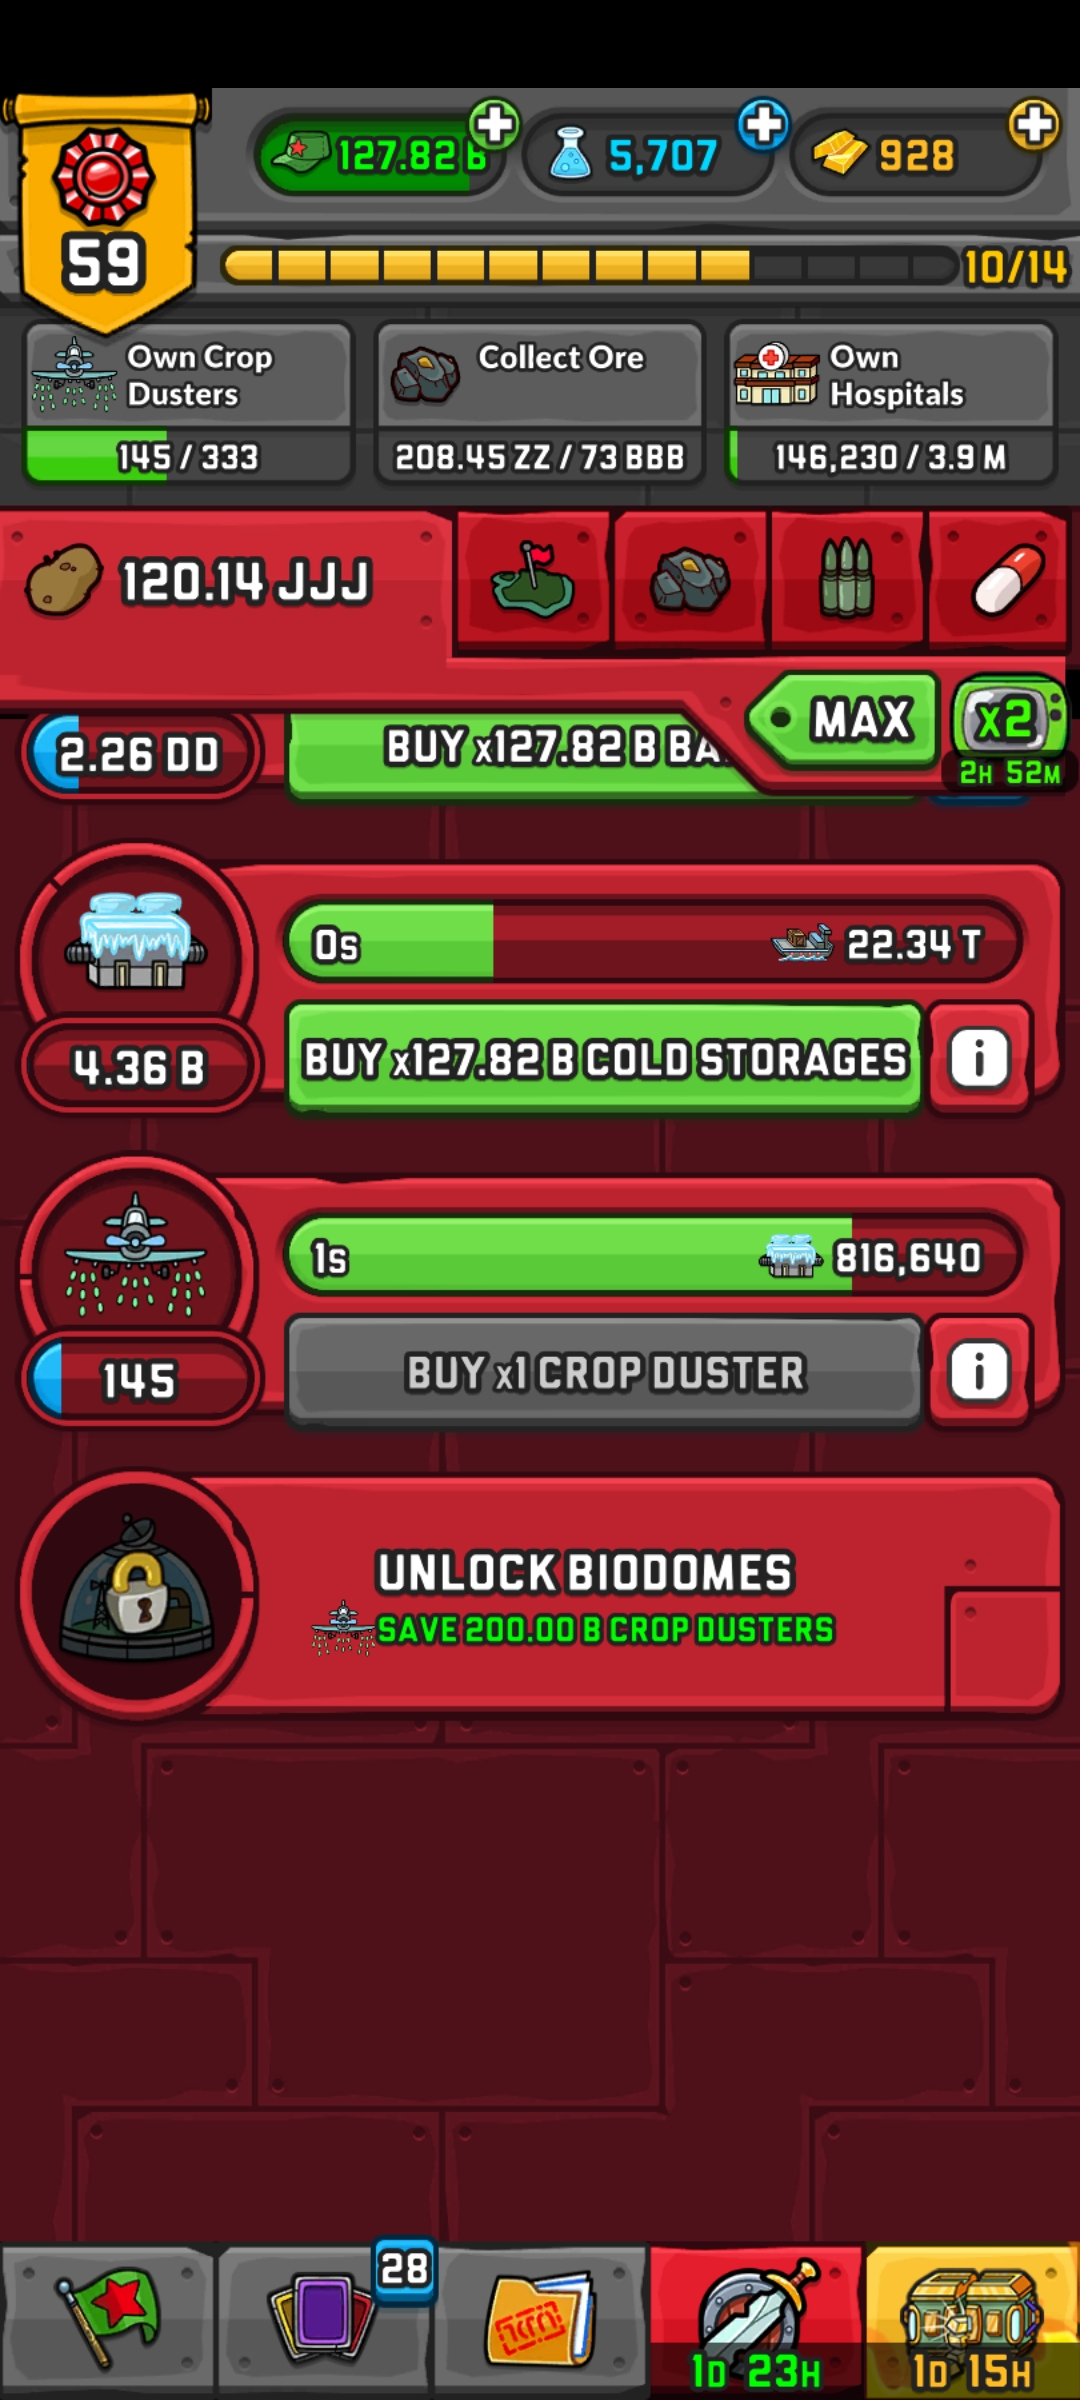 127.82 B
5,707
928
59
10/14
Own Crop
Dusters
Collect Ore
Own
Hospitals
145 / 333
208.45 ZZ / 73 BBB
146,230 / 3.9 M
120.14 JJJ
MAX
x2
2H 52M
2.26 DD
BUY x127.82 B BA
0s
22.34 T
4.36 B
BUY x127.82 B COLD STORAGES
i
1s
816,640
145
BUY x1 CROP DUSTER
i
UNLOCK BIODOMES
SAVE 200.00 B CROP DUSTERS
28
1D 23H
1D 15H